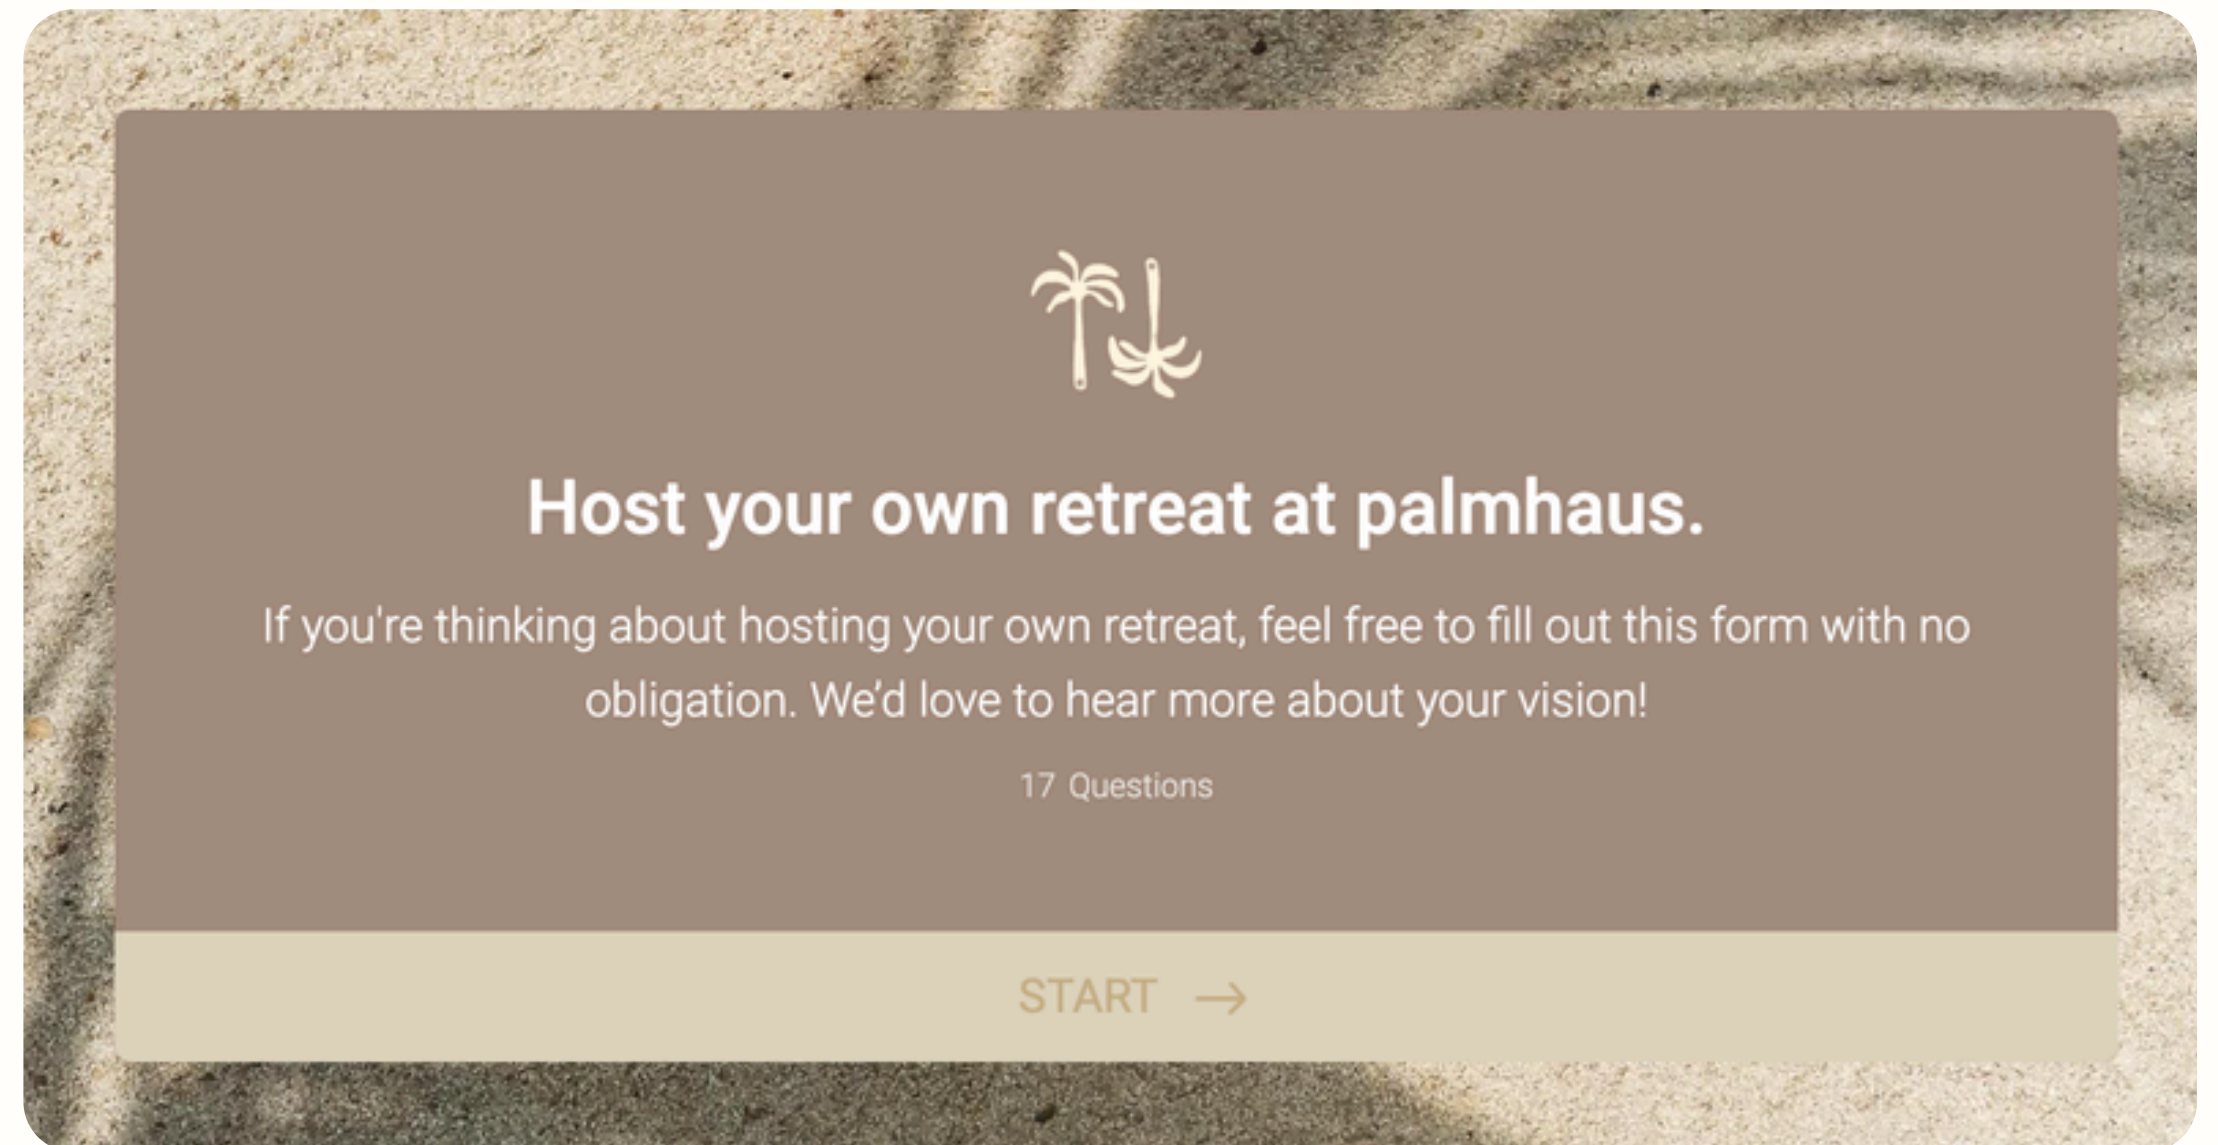 Host your own retreat at palmhaus.
If you're thinking about hosting your own retreat, feel free to fill out this form with no
obligation. We’d love to hear more about your vision!
17 Questions
START →